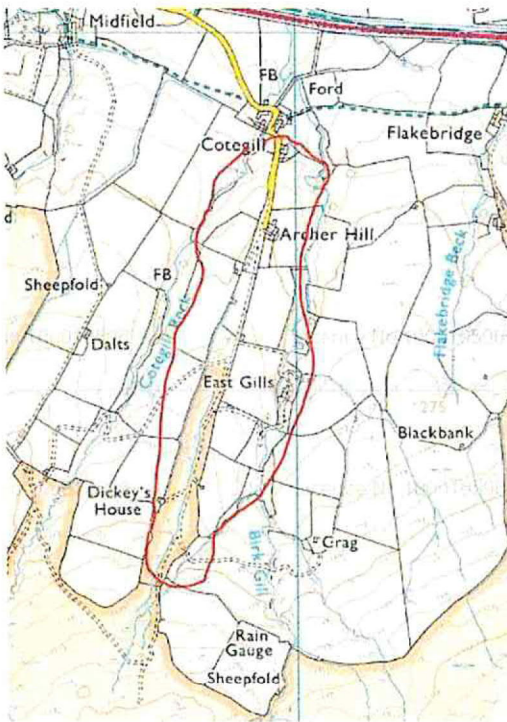 Midfield
FB
Ford
Flakebridge
Cotegill
Archer Hill
FB
Sheepfold
Dalts
Cotegill Beck
Flakebridge Beck
East Gills
275
Blackbank
Dickey's
House
Birk Gill
Grag
Rain
Gauge
Sheepfold